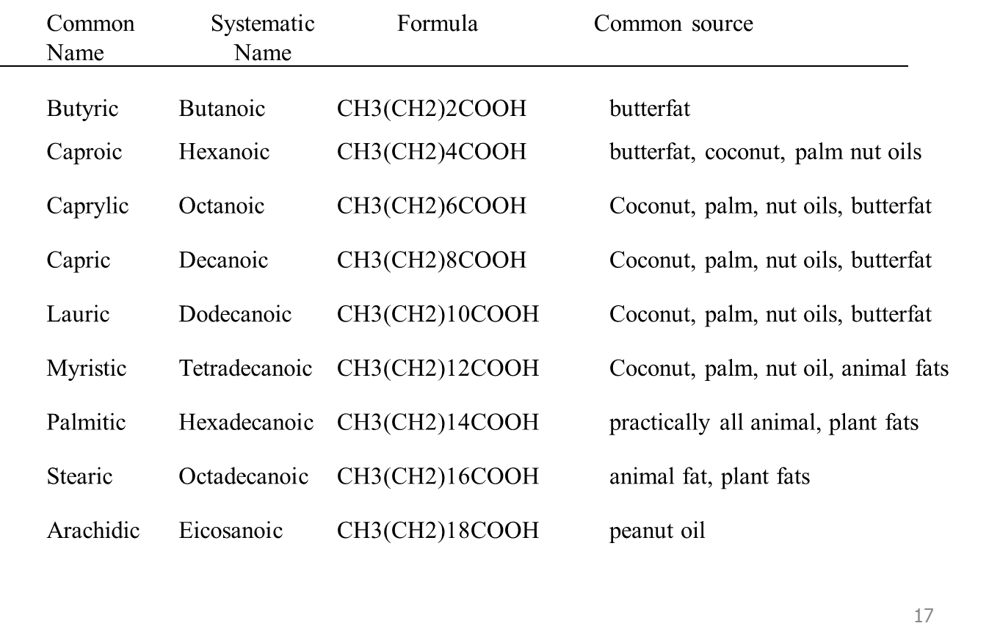 Common Systematic Formula Common source
Name Name
Butyric Butanoic CH3(CH2)2COOH butterfat
Caproic Hexanoic CH3(CH2)4COOH butterfat, coconut, palm nut oils
Caprylic Octanoic CH3(CH2)6COOH Coconut, palm, nut oils, butterfat
Capric Decanoic CH3(CH2)8COOH Coconut, palm, nut oils, butterfat
Lauric Dodecanoic CH3(CH2)10COOH Coconut, palm, nut oils, butterfat
Myristic Tetradecanoic CH3(CH2)12COOH Coconut, palm, nut oil, animal fats
Palmitic Hexadecanoic CH3(CH2)14COOH practically all animal, plant fats
Stearic Octadecanoic CH3(CH2)16COOH animal fat, plant fats
Arachidic Eicosanoic CH3(CH2)18COOH peanut oil
17